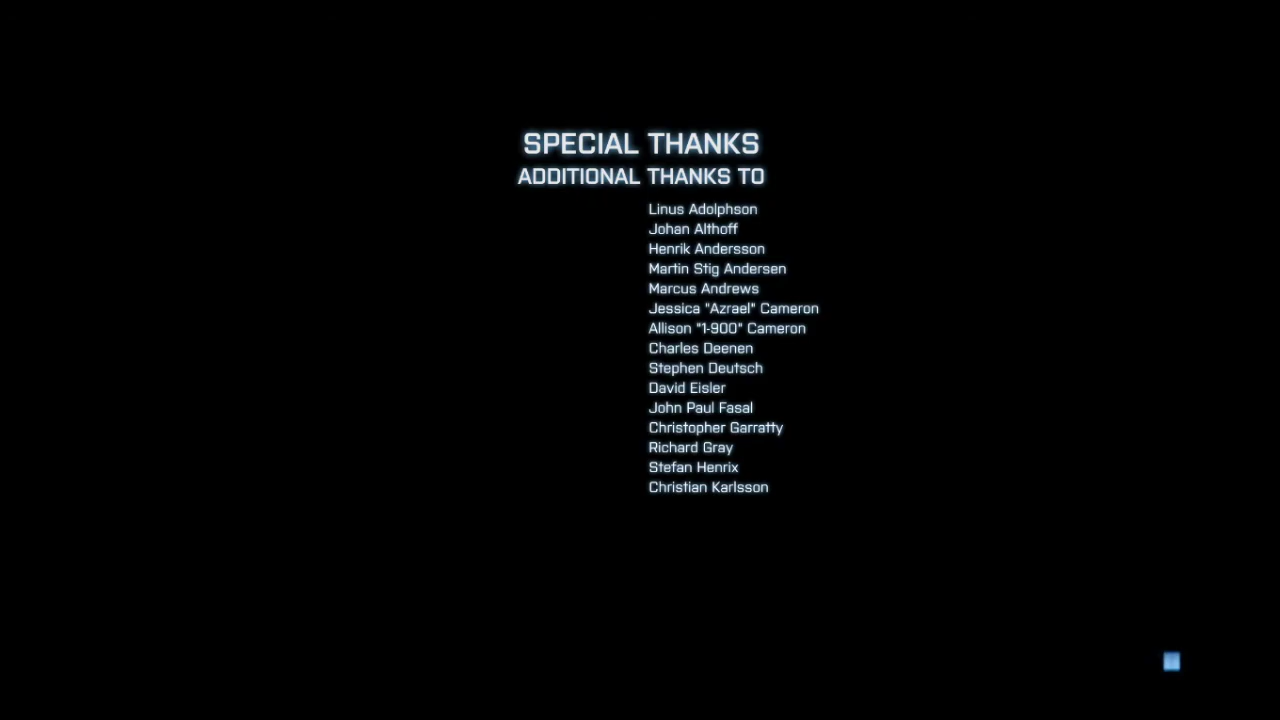 SPECIAL THANKS
ADDITIONAL THANKS TO
Linus Adolphson
Johan Althoff
Henrik Andersson
Martin Stig Andersen
Marcus Andrews
Jessica "Azrael" Cameron
Allison "1-900" Cameron
Charles Deenen
Stephen Deutsch
David Eisler
John Paul Fasal
Christopher Garratty
Richard Gray
Stefan Henrix
Christian Karlsson